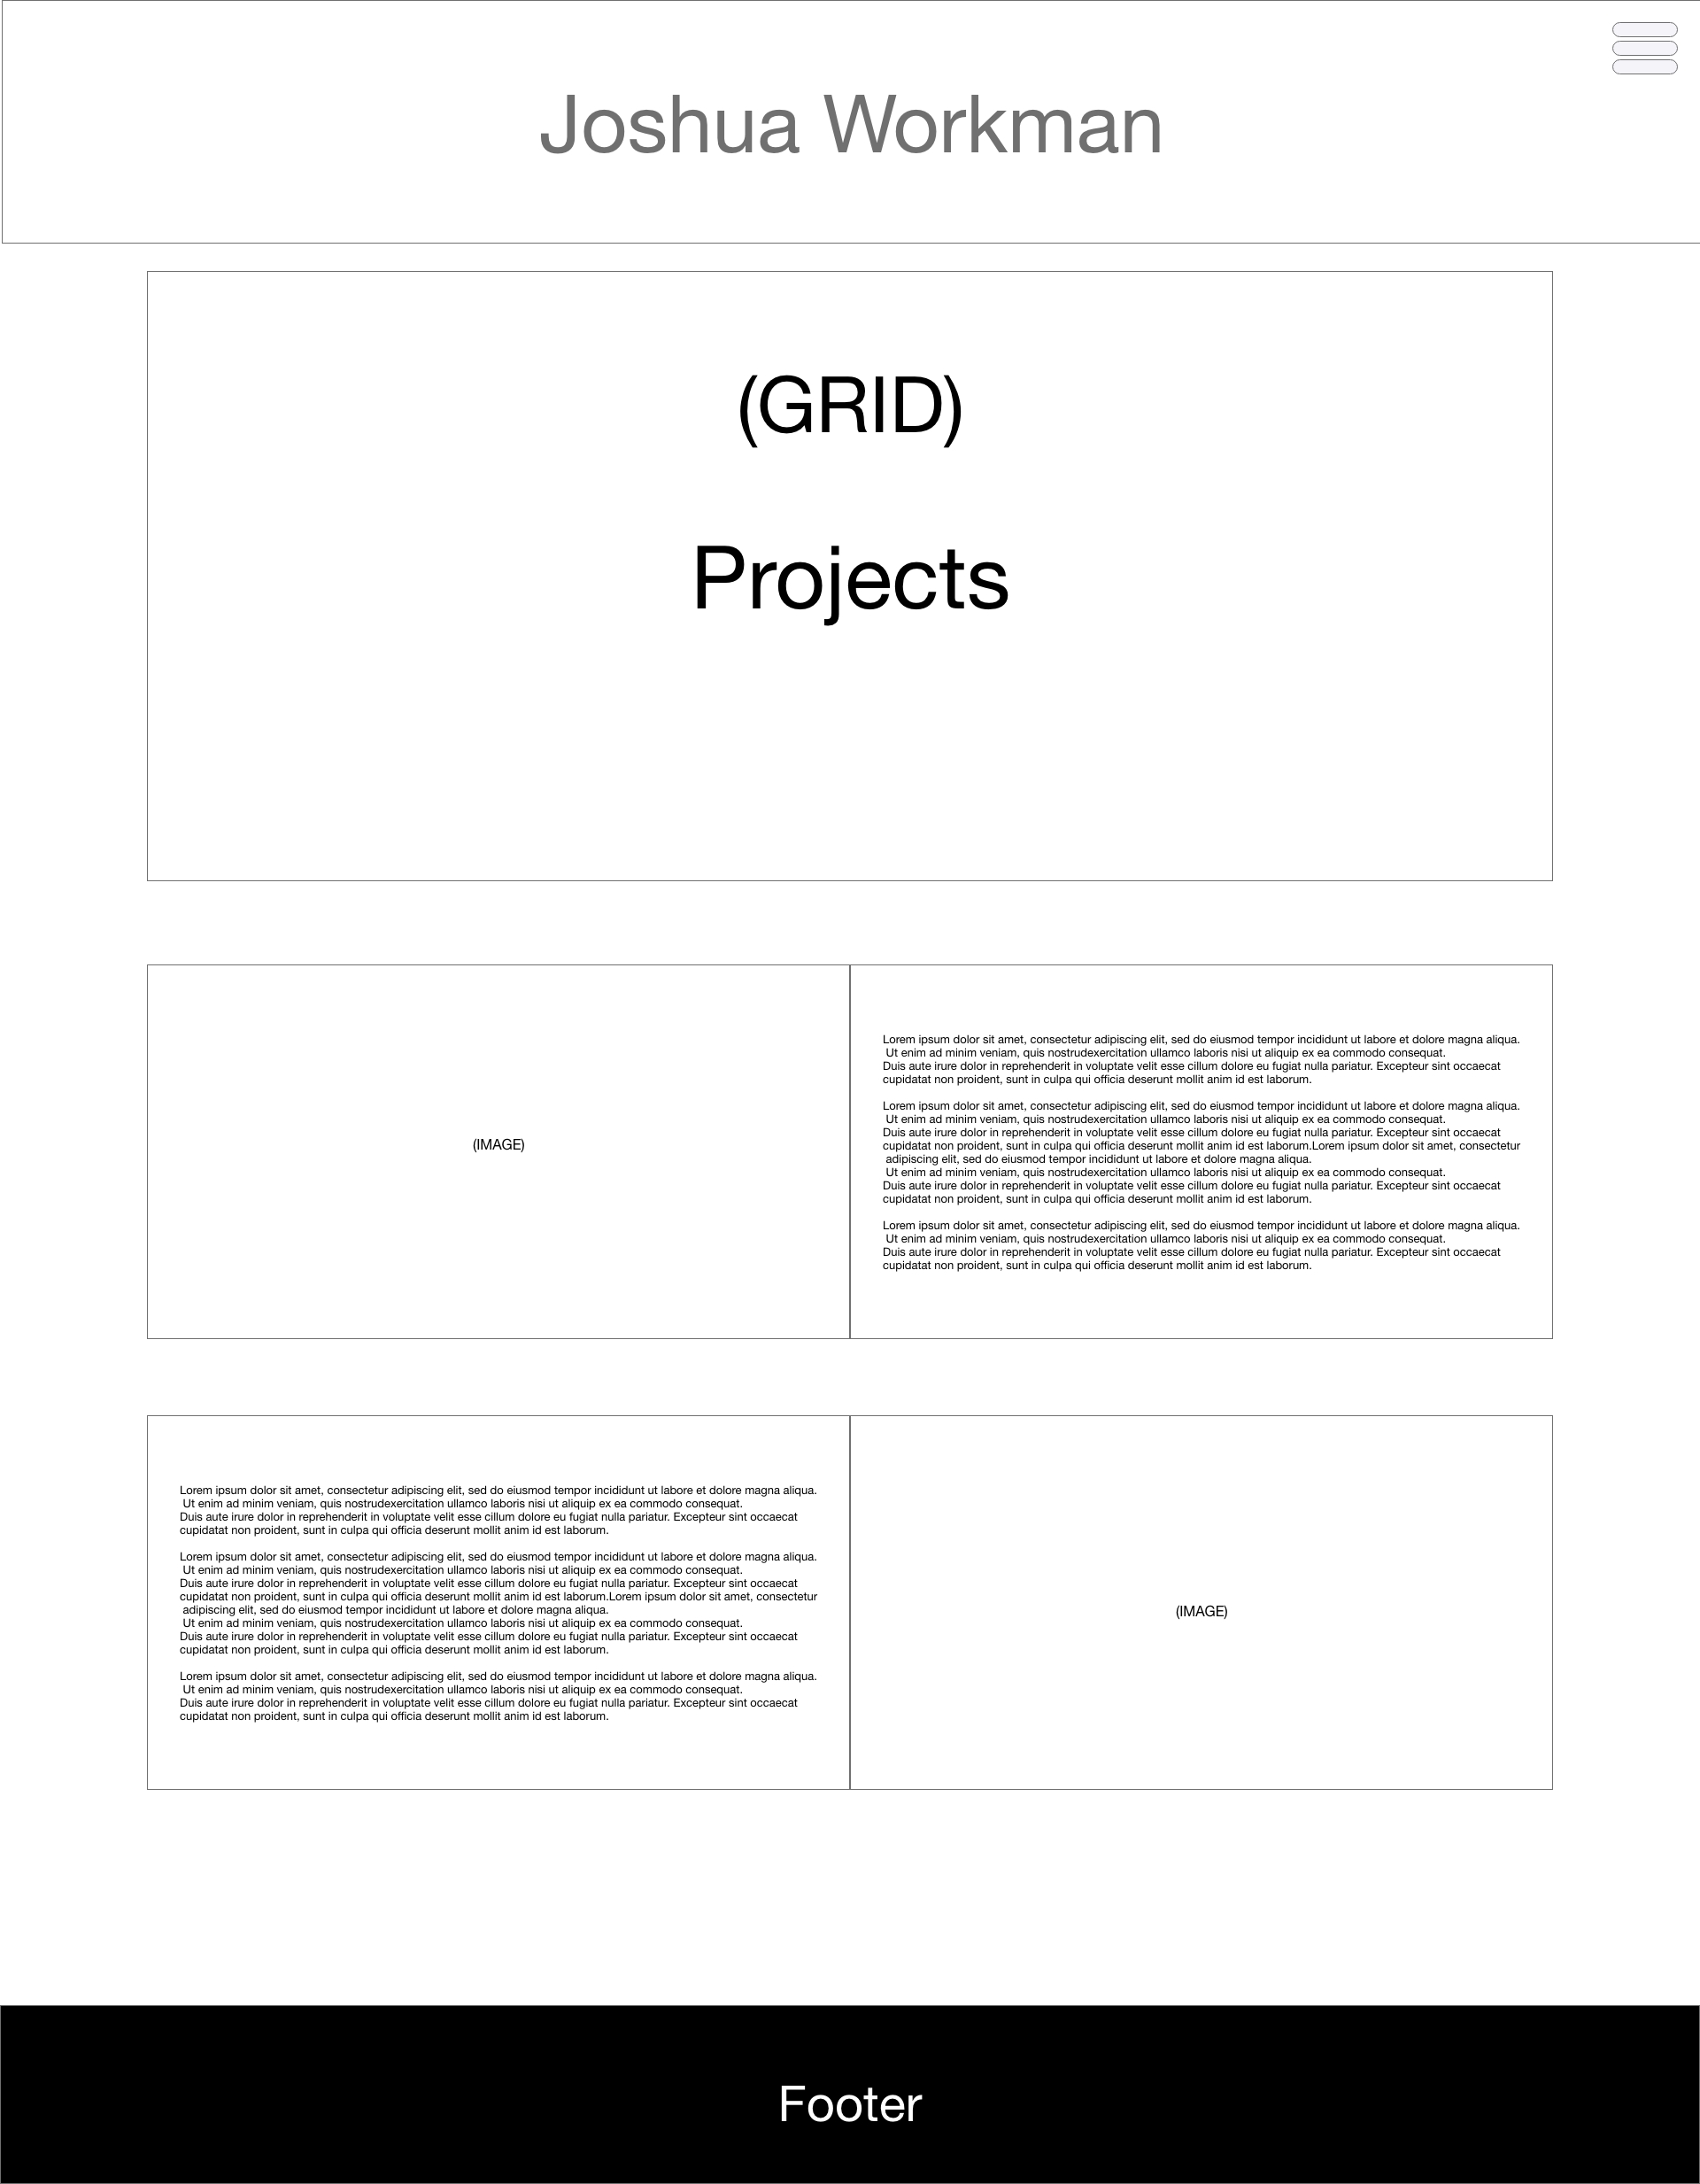 Joshua Workman
(GRID)
Projects
(IMAGE)
Lorem ipsum dolor sit amet, consectetur adipiscing elit, sed do eiusmod tempor incididunt ut labore et dolore magna aliqua.
Ut enim ad minim veniam, quis nostrudexercitation ullamco laboris nisi ut aliquip ex ea commodo consequat.
Duis aute irure dolor in reprehenderit in voluptate velit esse cillum dolore eu fugiat nulla pariatur. Excepteur sint occaecat
cupidatat non proident, sunt in culpa qui officia deserunt mollit anim id est laborum.
Lorem ipsum dolor sit amet, consectetur adipiscing elit, sed do eiusmod tempor incididunt ut labore et dolore magna aliqua.
Ut enim ad minim veniam, quis nostrudexercitation ullamco laboris nisi ut aliquip ex ea commodo consequat.
Duis aute irure dolor in reprehenderit in voluptate velit esse cillum dolore eu fugiat nulla pariatur. Excepteur sint occaecat
cupidatat non proident, sunt in culpa qui officia deserunt mollit anim id est laborum.Lorem ipsum dolor sit amet, consectetur
adipiscing elit, sed do eiusmod tempor incididunt ut labore et dolore magna aliqua.
Ut enim ad minim veniam, quis nostrudexercitation ullamco laboris nisi ut aliquip ex ea commodo consequat.
Duis aute irure dolor in reprehenderit in voluptate velit esse cillum dolore eu fugiat nulla pariatur. Excepteur sint occaecat
cupidatat non proident, sunt in culpa qui officia deserunt mollit anim id est laborum.
Lorem ipsum dolor sit amet, consectetur adipiscing elit, sed do eiusmod tempor incididunt ut labore et dolore magna aliqua.
Ut enim ad minim veniam, quis nostrudexercitation ullamco laboris nisi ut aliquip ex ea commodo consequat.
Duis aute irure dolor in reprehenderit in voluptate velit esse cillum dolore eu fugiat nulla pariatur. Excepteur sint occaecat
cupidatat non proident, sunt in culpa qui officia deserunt mollit anim id est laborum.
Lorem ipsum dolor sit amet, consectetur adipiscing elit, sed do eiusmod tempor incididunt ut labore et dolore magna aliqua.
Ut enim ad minim veniam, quis nostrudexercitation ullamco laboris nisi ut aliquip ex ea commodo consequat.
Duis aute irure dolor in reprehenderit in voluptate velit esse cillum dolore eu fugiat nulla pariatur. Excepteur sint occaecat
cupidatat non proident, sunt in culpa qui officia deserunt mollit anim id est laborum.
Lorem ipsum dolor sit amet, consectetur adipiscing elit, sed do eiusmod tempor incididunt ut labore et dolore magna aliqua.
Ut enim ad minim veniam, quis nostrudexercitation ullamco laboris nisi ut aliquip ex ea commodo consequat.
Duis aute irure dolor in reprehenderit in voluptate velit esse cillum dolore eu fugiat nulla pariatur. Excepteur sint occaecat
cupidatat non proident, sunt in culpa qui officia deserunt mollit anim id est laborum.Lorem ipsum dolor sit amet, consectetur
adipiscing elit, sed do eiusmod tempor incididunt ut labore et dolore magna aliqua.
Ut enim ad minim veniam, quis nostrudexercitation ullamco laboris nisi ut aliquip ex ea commodo consequat.
Duis aute irure dolor in reprehenderit in voluptate velit esse cillum dolore eu fugiat nulla pariatur. Excepteur sint occaecat
cupidatat non proident, sunt in culpa qui officia deserunt mollit anim id est laborum.
Lorem ipsum dolor sit amet, consectetur adipiscing elit, sed do eiusmod tempor incididunt ut labore et dolore magna aliqua.
Ut enim ad minim veniam, quis nostrudexercitation ullamco laboris nisi ut aliquip ex ea commodo consequat.
Duis aute irure dolor in reprehenderit in voluptate velit esse cillum dolore eu fugiat nulla pariatur. Excepteur sint occaecat
cupidatat non proident, sunt in culpa qui officia deserunt mollit anim id est laborum.
(IMAGE)
Footer